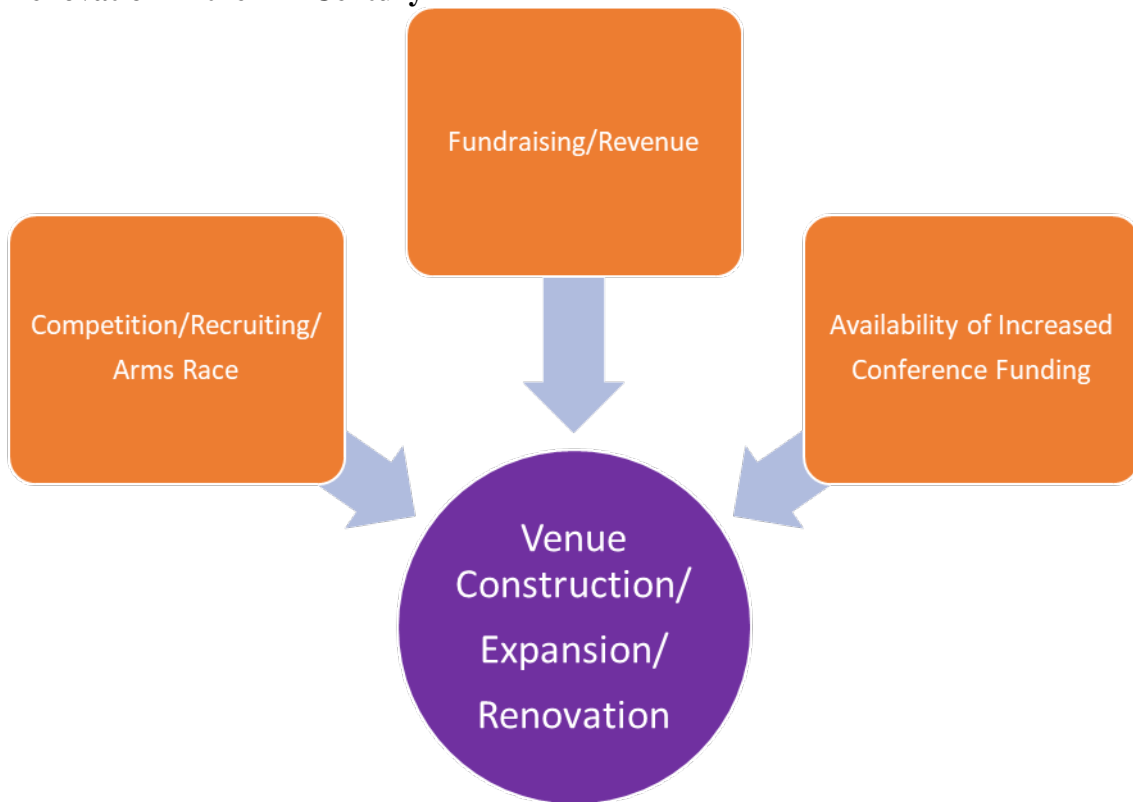 Fundraising/Revenue
Competition/Recruiting/
Arms Race
Availability of Increased
Conference Funding
Venue
Construction/
Expansion/
Renovation